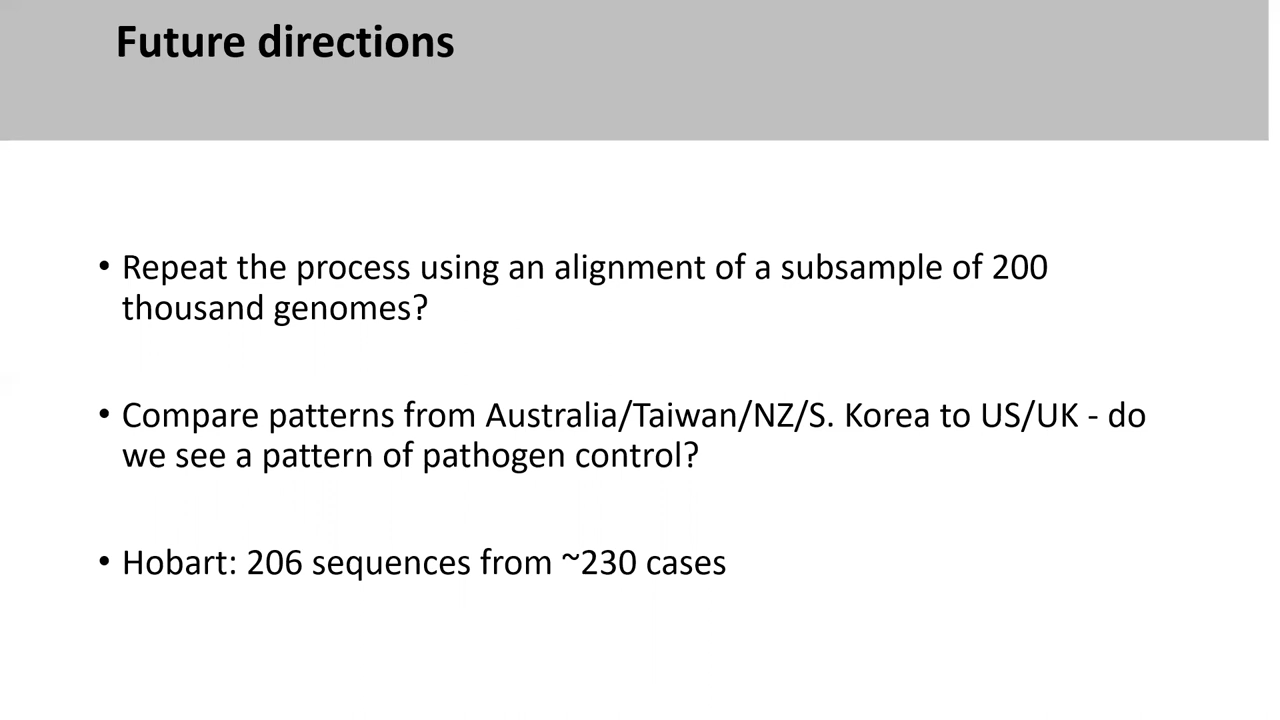 Future directions
• Repeat the process using an alignment of a subsample of 200
thousand genomes?
• Compare patterns from Australia/Taiwan/NZ/S. Korea to US/UK - do
we see a pattern of pathogen control?
• Hobart: 206 sequences from ~230 cases